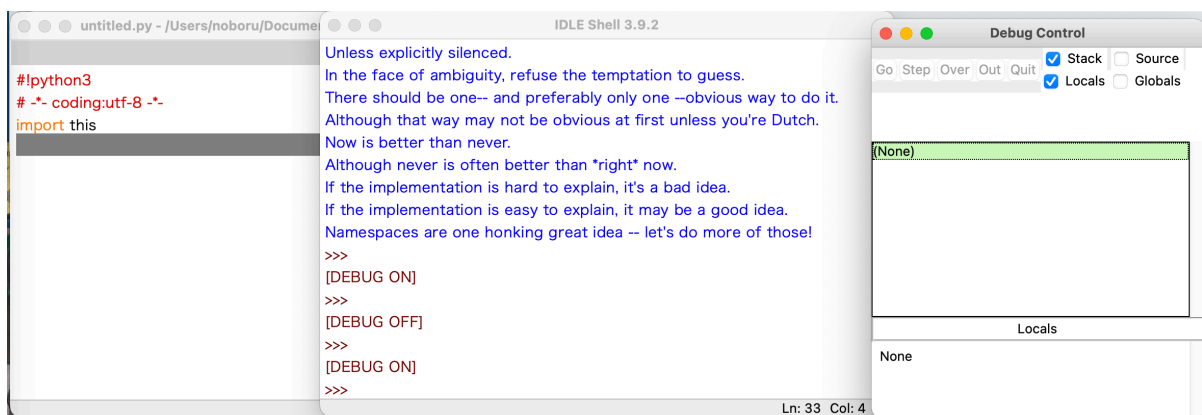 untitled.py - /Users/noboru/Docume
#!python3
# -*- coding:utf-8 -*-
import this
IDLE Shell 3.9.2
Unless explicitly silenced.
In the face of ambiguity, refuse the temptation to guess.
There should be one-- and preferably only one --obvious way to do it.
Although that way may not be obvious at first unless you're Dutch.
Now is better than never.
Although never is often better than *right* now.
If the implementation is hard to explain, it's a bad idea.
If the implementation is easy to explain, it may be a good idea.
Namespaces are one honking great idea -- let's do more of those!
>>>
[DEBUG ON]
>>>
[DEBUG OFF]
>>>
[DEBUG ON]
>>>
Ln: 33 Col: 4
Debug Control
Go Step Over Out Quit
Stack Source
Locals Globals
(None)
Locals
None